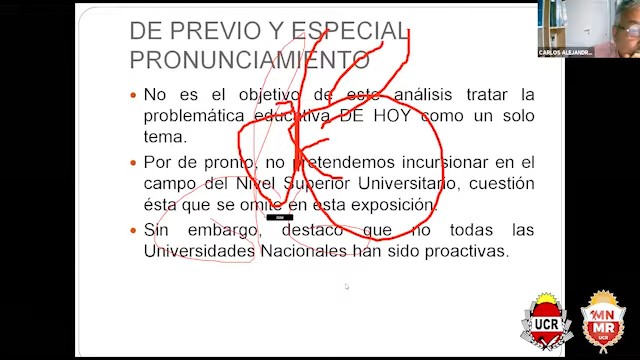 DE PREVIO Y ESPECIAL
PRONUNCIAMIENTO
CARLOS ALEJANDR...
• No es el objetivo de este análisis tratar la
problemática educativa DE HOY como un solo
tema.
• Por de pronto, no pretendemos incursionar en el
campo del Nivel Superior Universitario, cuestión
ésta que se omite en esta exposición.
• Sin embargo, destaco que no todas las
Universidades Nacionales han sido proactivas.
UCR
MN
MR
UCR